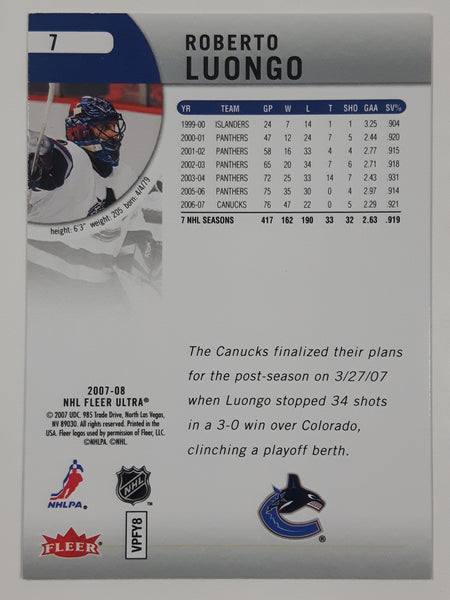 7
ROBERTO
LUONGO
YR TEAM GP W L T SHO GAA SV%
1999-00 ISLANDERS 24 7 14 1 1 3.25 .904
2000-01 PANTHERS 47 12 24 7 5 2.44 .920
2001-02 PANTHERS 58 16 33 4 4 2.77 .915
2002-03 PANTHERS 65 20 34 7 6 2.71 .918
2003-04 PANTHERS 72 25 33 14 7 2.43 .931
2005-06 PANTHERS 75 35 30 0 4 2.97 .914
2006-07 CANUCKS 76 47 22 0 5 2.29 .921
7 NHL SEASONS 417 162 190 33 32 2.63 .919
height: 6'3" weight: 205 born: 4/4/79
The Canucks finalized their plans
for the post-season on 3/27/07
when Luongo stopped 34 shots
in a 3-0 win over Colorado,
clinching a playoff berth.
2007-08
NHL FLEER ULTRA®
© 2007 UDC. 985 Trade Drive, North Las Vegas,
NV 89030. All rights reserved. Printed in the
USA. Fleer logos used by permission of Fleer, LLC.
©NHLPA. ©NHL.
NHLPA®
NHL™
VPFY8
FLEER®
®